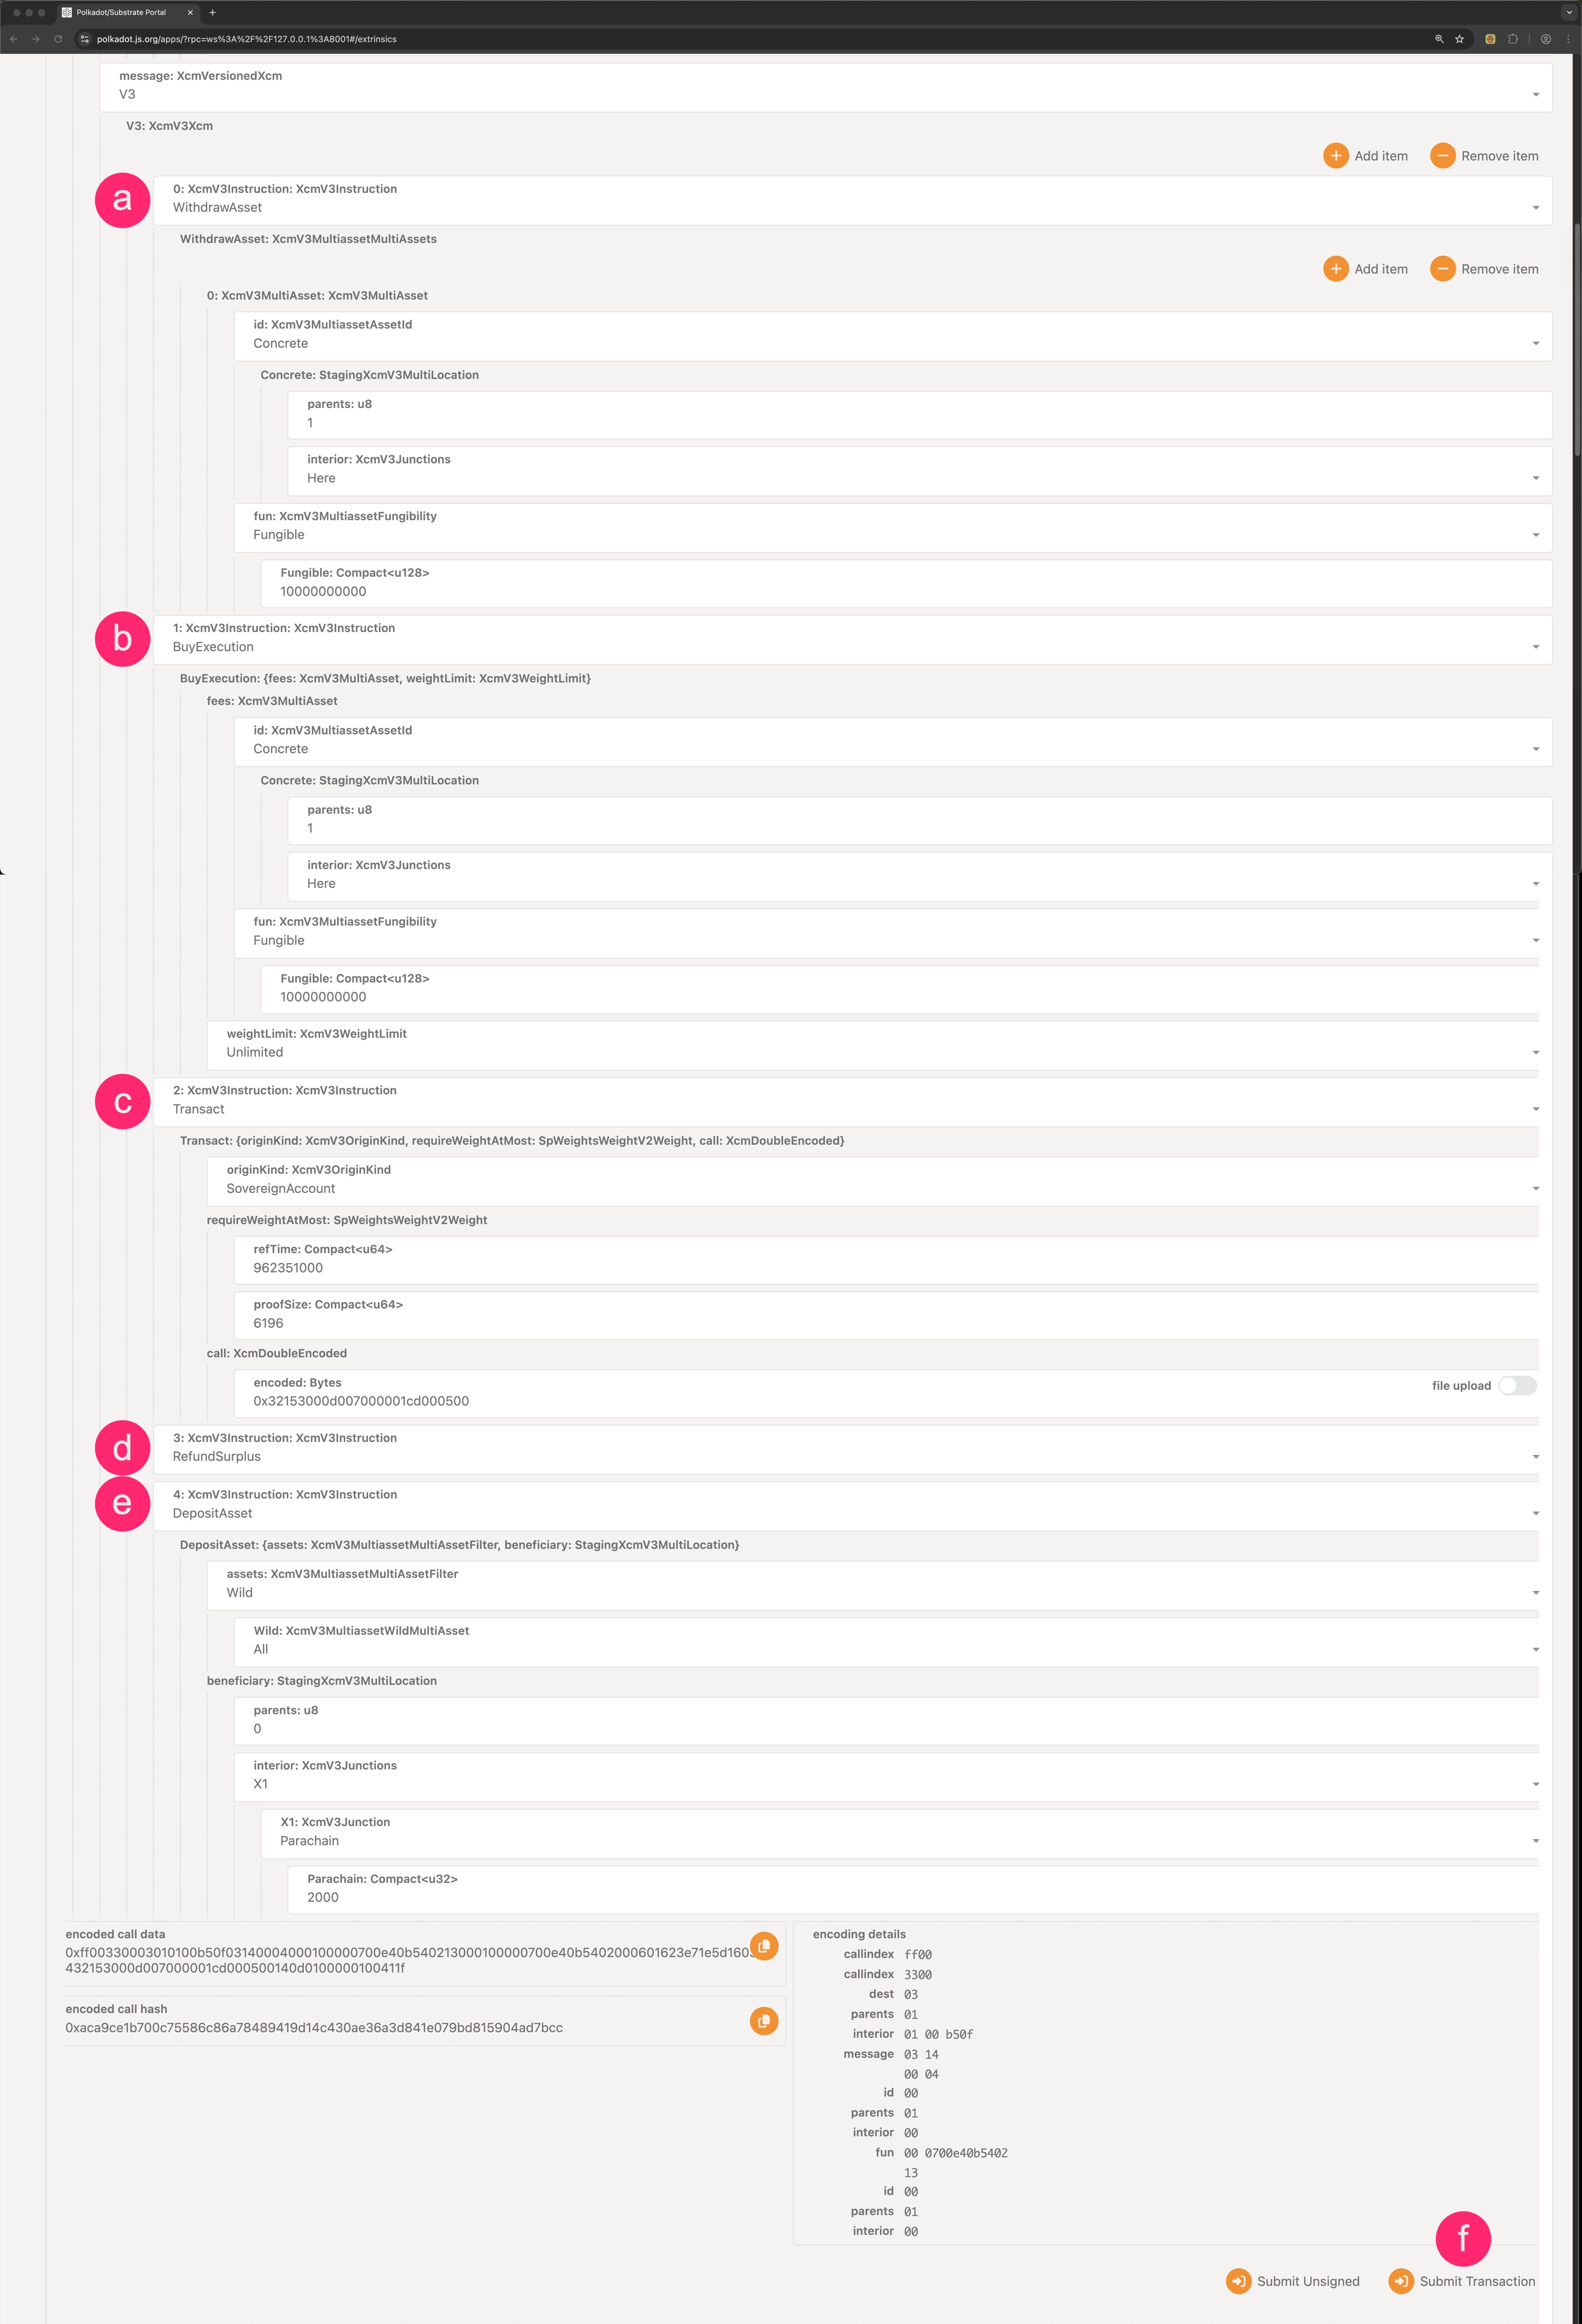 Polkadot/Substrate Portal
polkadot.js.org/apps/?rpc=ws%3A%2F%2F127.0.0.1%3A8001#/extrinsics
message: XcmVersionedXcm
V3
V3: XcmV3Xcm
Add item
Remove item
a
0: XcmV3Instruction: XcmV3Instruction
WithdrawAsset
WithdrawAsset: XcmV3MultiassetMultiAssets
Add item
Remove item
0: XcmV3MultiAsset: XcmV3MultiAsset
id: XcmV3MultiassetAssetId
Concrete
Concrete: StagingXcmV3MultiLocation
parents: u8
1
interior: XcmV3Junctions
Here
fun: XcmV3MultiassetFungibility
Fungible
Fungible: Compact<u128>
10000000000
b
1: XcmV3Instruction: XcmV3Instruction
BuyExecution
BuyExecution: {fees: XcmV3MultiAsset, weightLimit: XcmV3WeightLimit}
fees: XcmV3MultiAsset
id: XcmV3MultiassetAssetId
Concrete
Concrete: StagingXcmV3MultiLocation
parents: u8
1
interior: XcmV3Junctions
Here
fun: XcmV3MultiassetFungibility
Fungible
Fungible: Compact<u128>
10000000000
weightLimit: XcmV3WeightLimit
Unlimited
c
2: XcmV3Instruction: XcmV3Instruction
Transact
Transact: {originKind: XcmV3OriginKind, requireWeightAtMost: SpWeightsWeightV2Weight, call: XcmDoubleEncoded}
originKind: XcmV3OriginKind
SovereignAccount
requireWeightAtMost: SpWeightsWeightV2Weight
refTime: Compact<u64>
962351000
proofSize: Compact<u64>
6196
call: XcmDoubleEncoded
encoded: Bytes
0x32153000d007000001cd000500
file upload
d
3: XcmV3Instruction: XcmV3Instruction
RefundSurplus
e
4: XcmV3Instruction: XcmV3Instruction
DepositAsset
DepositAsset: {assets: XcmV3MultiassetMultiAssetFilter, beneficiary: StagingXcmV3MultiLocation}
assets: XcmV3MultiassetMultiAssetFilter
Wild
Wild: XcmV3MultiassetWildMultiAsset
All
beneficiary: StagingXcmV3MultiLocation
parents: u8
0
interior: XcmV3Junctions
X1
X1: XcmV3Junction
Parachain
Parachain: Compact<u32>
2000
encoded call data
0xff00330003010100b50f03140004000100000700e40b5402130001000000700e40b5402000601623e71e5d1603
432153000d007000001cd000500140d0100000100411f
encoded call hash
0xaca9ce1b700c75586c86a78489419d14c430ae36a3d841e079bd815904ad7bcc
encoding details
callindex ff00
callindex 3300
dest 03
parents 01
interior 01 00 b50f
message 03 14
00 04
id 00
parents 01
interior 00
fun 00 0700e40b5402
13
id 00
parents 01
interior 00
f
Submit Unsigned
Submit Transaction